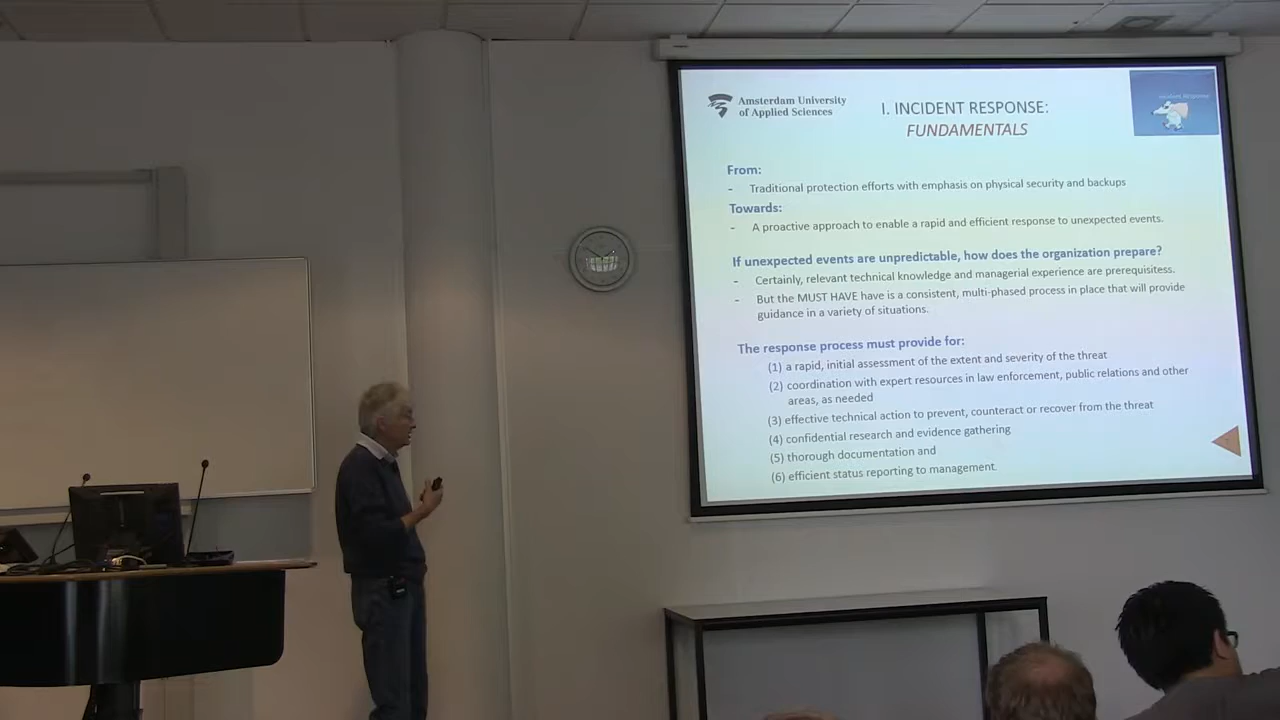 Amsterdam University
of Applied Sciences
I. INCIDENT RESPONSE:
FUNDAMENTALS
Incident Response
From:
- Traditional protection efforts with emphasis on physical security and backups
Towards:
- A proactive approach to enable a rapid and efficient response to unexpected events.
If unexpected events are unpredictable, how does the organization prepare?
- Certainly, relevant technical knowledge and managerial experience are prerequisitess.
- But the MUST HAVE have is a consistent, multi-phased process in place that will provide
guidance in a variety of situations.
The response process must provide for:
(1) a rapid, initial assessment of the extent and severity of the threat
(2) coordination with expert resources in law enforcement, public relations and other
areas, as needed
(3) effective technical action to prevent, counteract or recover from the threat
(4) confidential research and evidence gathering
(5) thorough documentation and
(6) efficient status reporting to management.